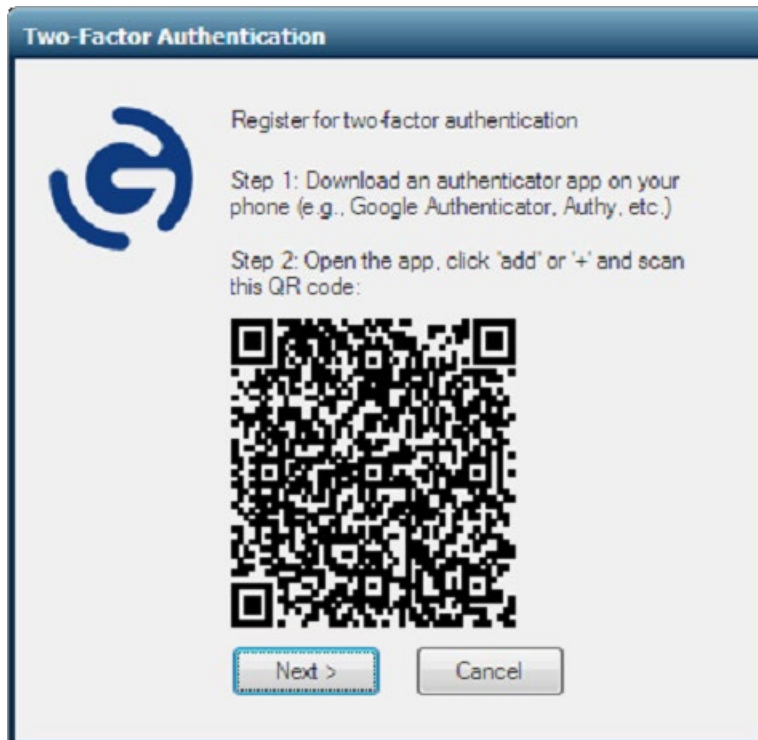 Two-Factor Authentication
Register for two-factor authentication
Step 1: Download an authenticator app on your
phone (e.g., Google Authenticator, Authy, etc.)
Step 2: Open the app, click 'add' or '+' and scan
this QR code:
Next >
Cancel